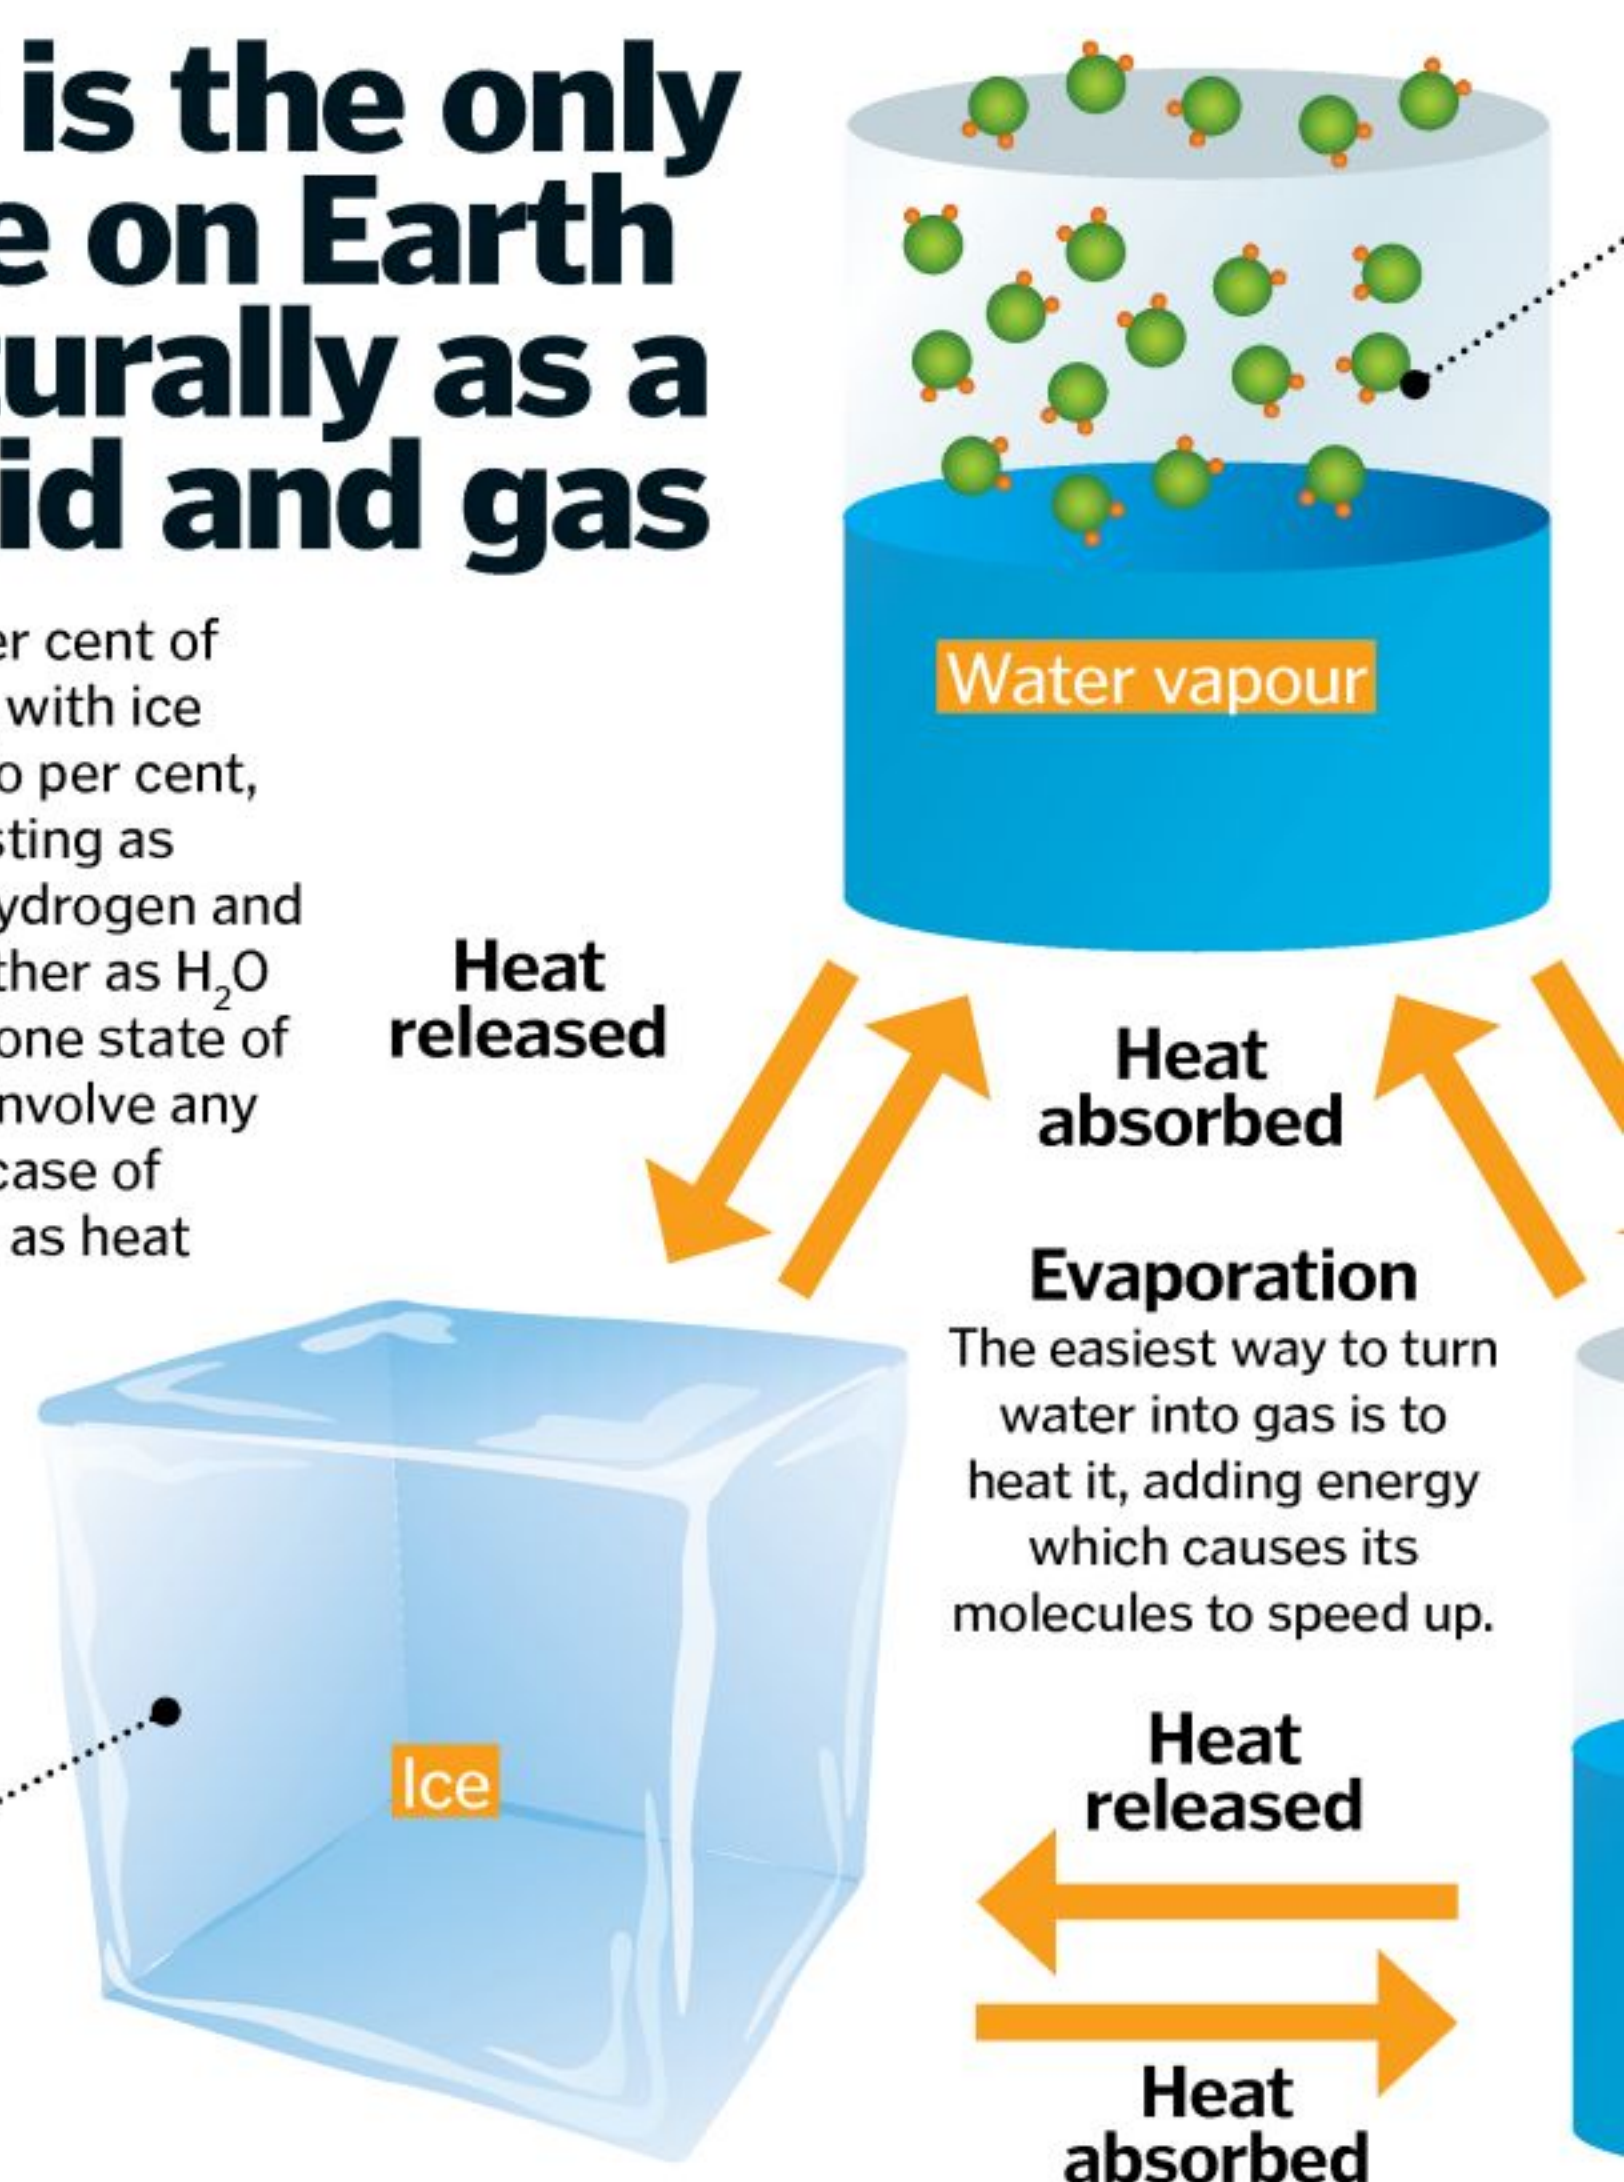 is the only
e on Earth
turally as a
id and gas
er cent of
with ice
o per cent,
sting as
ydrogen and
ther as H₂O
one state of
nvolve any
case of
as heat
Water vapour
Heat
released
Heat
absorbed
Evaporation
The easiest way to turn
water into gas is to
heat it, adding energy
which causes its
molecules to speed up.
Ice
Heat
released
Heat
absorbed